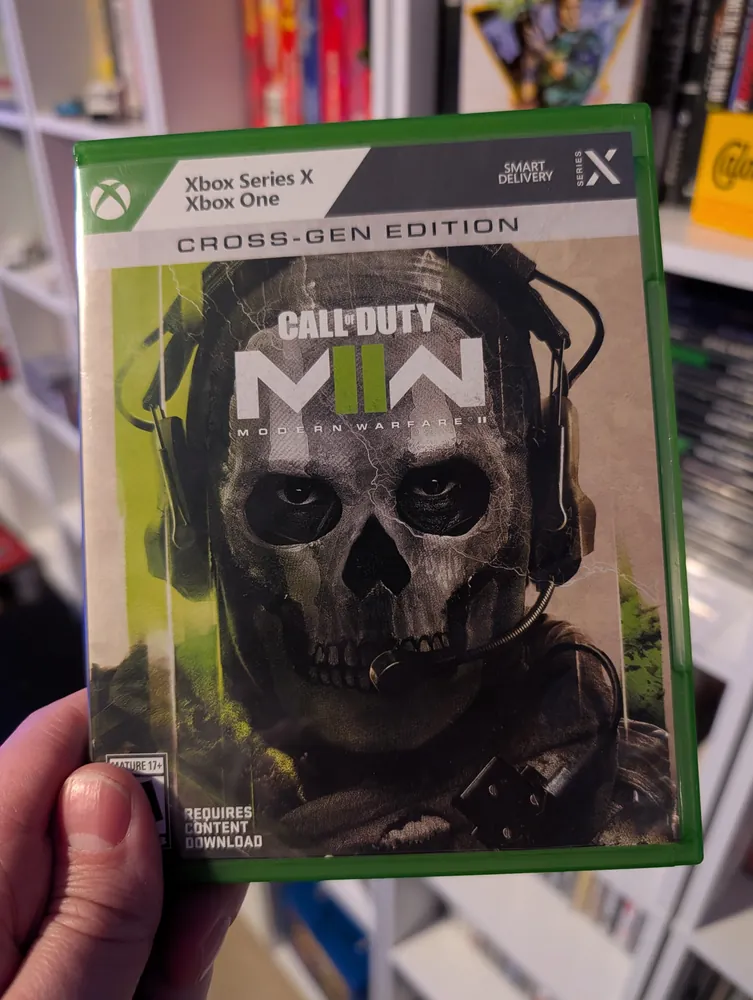 Xbox Series X
Xbox One
SMART
DELIVERY
SERIES X
CROSS-GEN EDITION
CALL OF DUTY
MIIW
MODERN WARFARE II
MATURE 17+
REQUIRES
CONTENT
DOWNLOAD